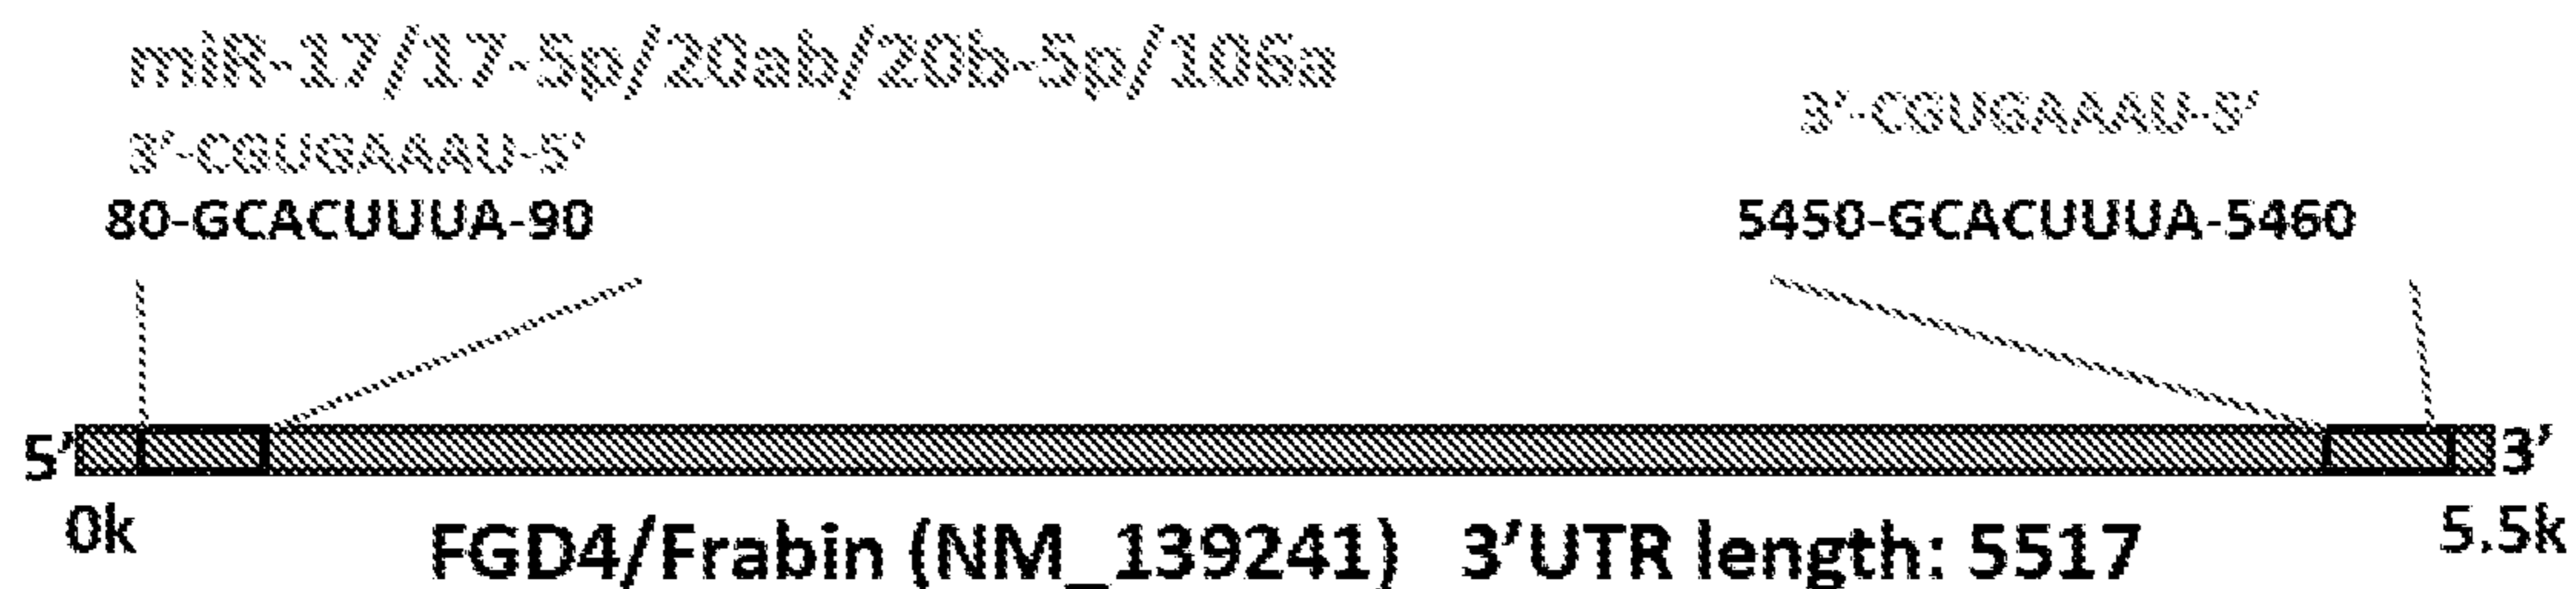 miR-17/17-5p/20ab/20b-5p/106a
3'-CGUGAAAU-5'
3'-CGUGAAAU-5'
80-GCACUUUA-90
5450-GCACUUUA-5460
5'
3'
0k
5.5k
FGD4/Frabin (NM_139241) 3'UTR length: 5517